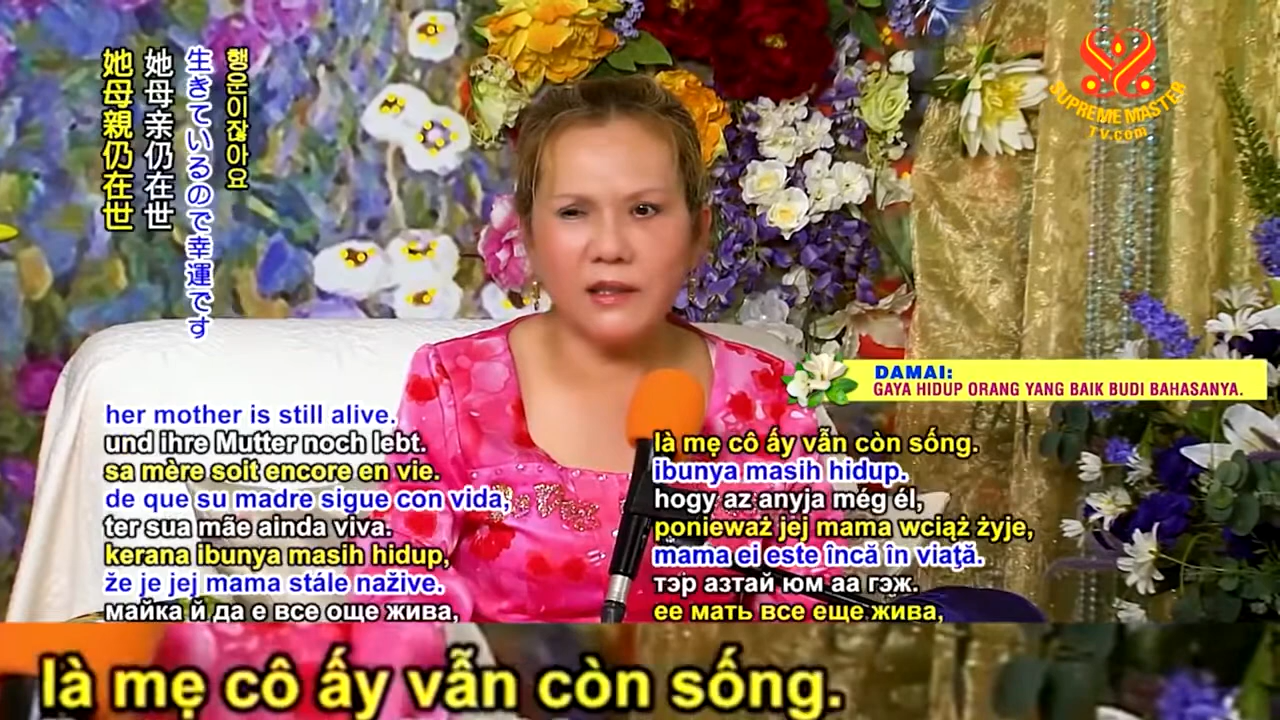 행운이잖아요
生きているので幸運です
她母亲仍在世
她母親仍在世
SUPREME MASTER
TV.com
DAMAI:
GAYA HIDUP ORANG YANG BAIK BUDI BAHASANYA.
her mother is still alive.
und ihre Mutter noch lebt.
sa mère soit encore en vie.
de que su madre sigue con vida,
ter sua mãe ainda viva.
kerana ibunya masih hidup,
že je jej mama stále nažive.
майка й да е все още жива,
là mẹ cô ấy vẫn còn sống.
ibunya masih hidup.
hogy az anyja még él,
ponieważ jej mama wciąż żyje,
mama ei este încă în viaţă.
тэр азтай юм аа гэж.
ее мать все еще жива,
là mẹ cô ấy vẫn còn sống.